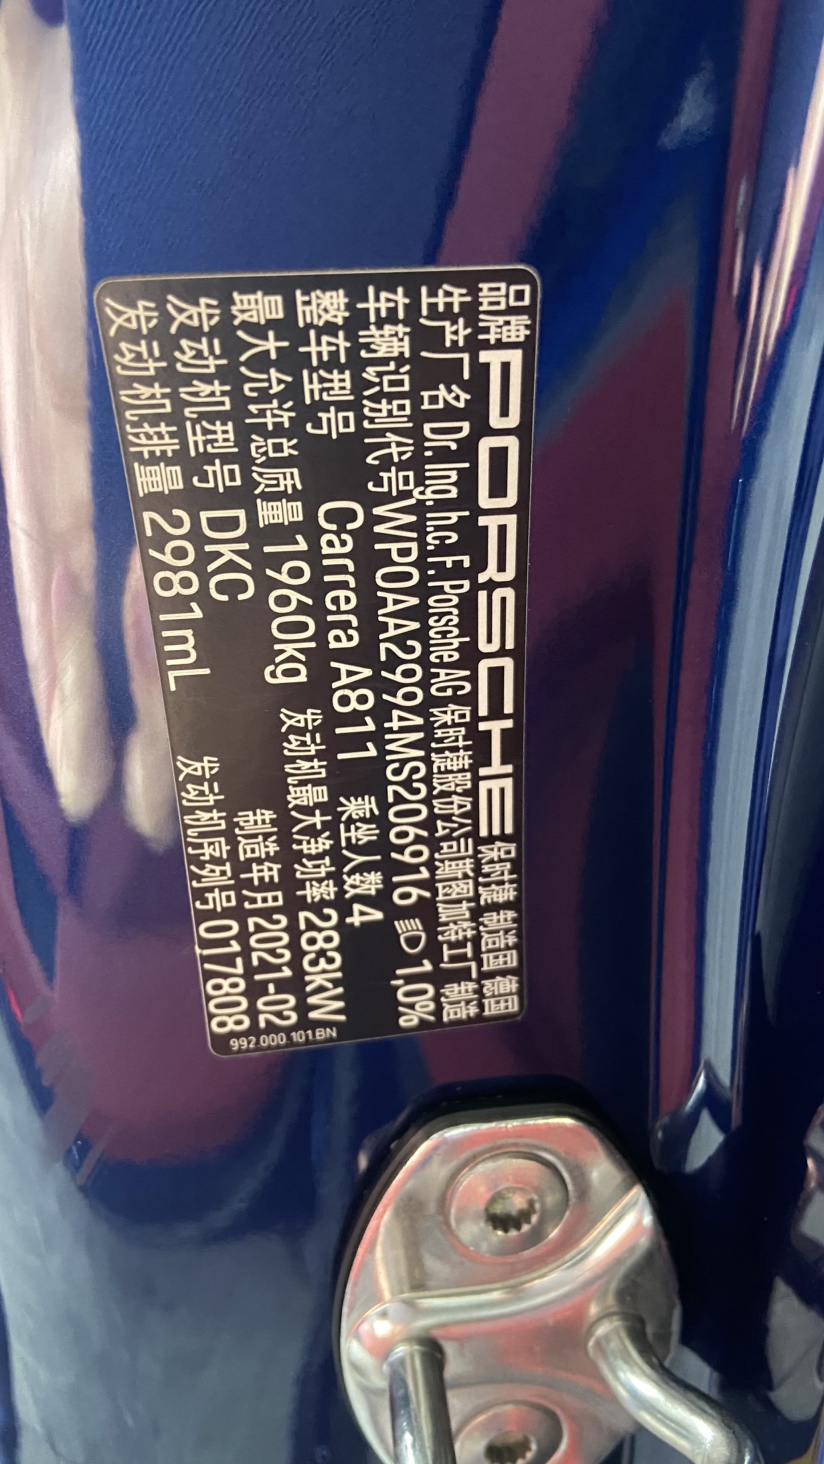 品牌 PORSCHE 保时捷 制造国 德国
生产厂名 Dr. Ing. h.c. F. Porsche AG 保时捷股份公司斯图加特工厂制造
车辆识别代号 WP0AA2994MS206916 1,0%
整车型号 Carrera A811 乘坐人数 4
最大允许总质量 1960kg 发动机最大净功率 283kW
发动机型号 DKC 制造年月 2021-02
发动机排量 2981mL 发动机序列号 017808
992.000.101.BN